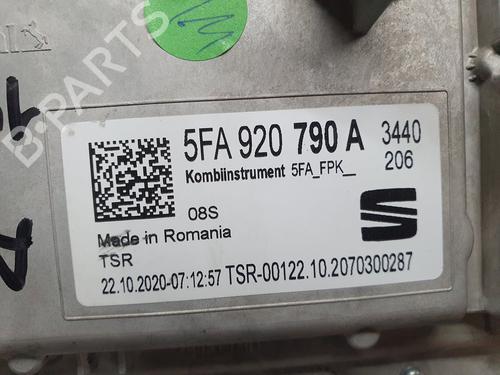 B-PARTS
5FA 920 790 A 3440
Kombiinstrument 5FA_FPK__ 206
08S
Made in Romania
TSR
22.10.2020-07:12:57 TSR-00122.10.2070300287